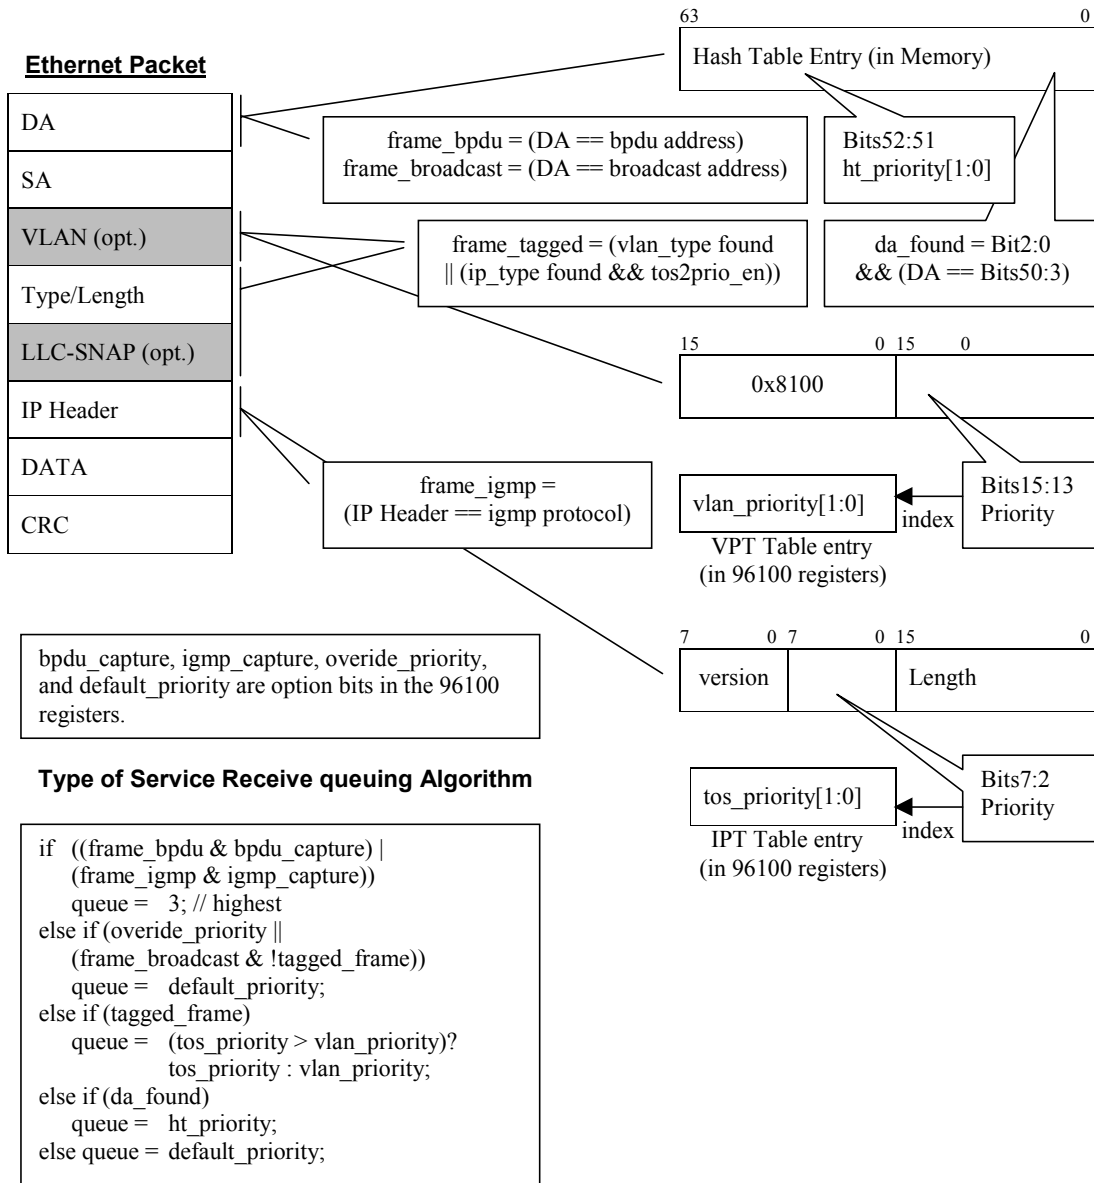 Ethernet Packet
DA
SA
VLAN (opt.)
Type/Length
LLC-SNAP (opt.)
IP Header
DATA
CRC
63 0
Hash Table Entry (in Memory)
frame_bpdu = (DA == bpdu address)
frame_broadcast = (DA == broadcast address)
Bits52:51
ht_priority[1:0]
frame_tagged = (vlan_type found
|| (ip_type found && tos2prio_en))
da_found = Bit2:0
&& (DA == Bits50:3)
15 0 15 0
0x8100
frame_igmp =
(IP Header == igmp protocol)
vlan_priority[1:0]
index
Bits15:13
Priority
VPT Table entry
(in 96100 registers)
7 0 7 0 15 0
version
Length
tos_priority[1:0]
index
Bits7:2
Priority
IPT Table entry
(in 96100 registers)
bpdu_capture, igmp_capture, overide_priority,
and default_priority are option bits in the 96100
registers.
Type of Service Receive queuing Algorithm
if ((frame_bpdu & bpdu_capture) |
(frame_igmp & igmp_capture))
queue = 3; // highest
else if (overide_priority ||
(frame_broadcast & !tagged_frame))
queue = default_priority;
else if (tagged_frame)
queue = (tos_priority > vlan_priority)?
tos_priority : vlan_priority;
else if (da_found)
queue = ht_priority;
else queue = default_priority;